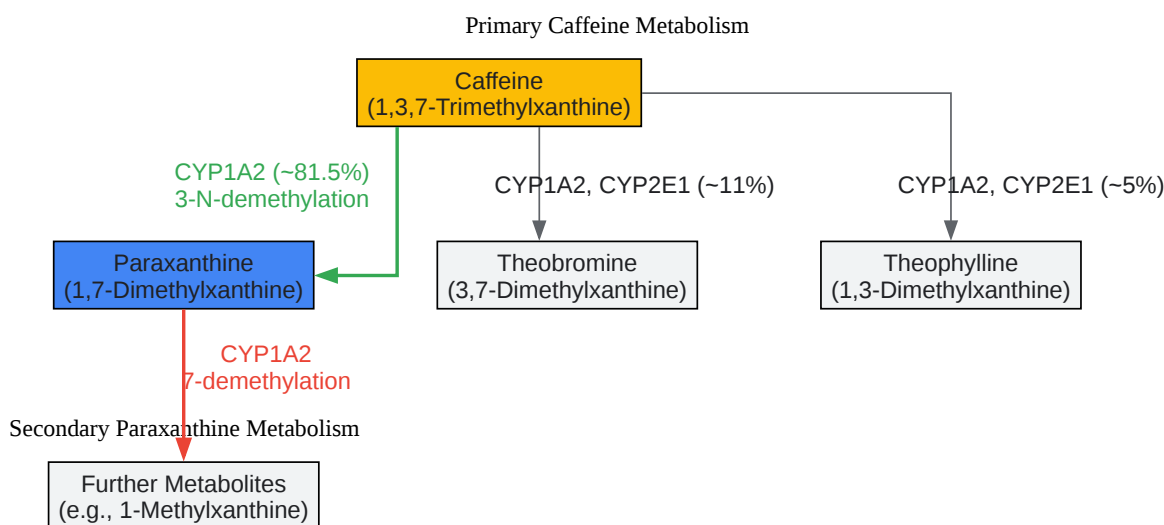 Primary Caffeine Metabolism
Caffeine
(1,3,7-Trimethylxanthine)
CYP1A2 (~81.5%)
3-N-demethylation
CYP1A2, CYP2E1 (~11%)
CYP1A2, CYP2E1 (~5%)
Paraxanthine
(1,7-Dimethylxanthine)
Theobromine
(3,7-Dimethylxanthine)
Theophylline
(1,3-Dimethylxanthine)
CYP1A2
7-demethylation
Secondary Paraxanthine Metabolism
Further Metabolites
(e.g., 1-Methylxanthine)